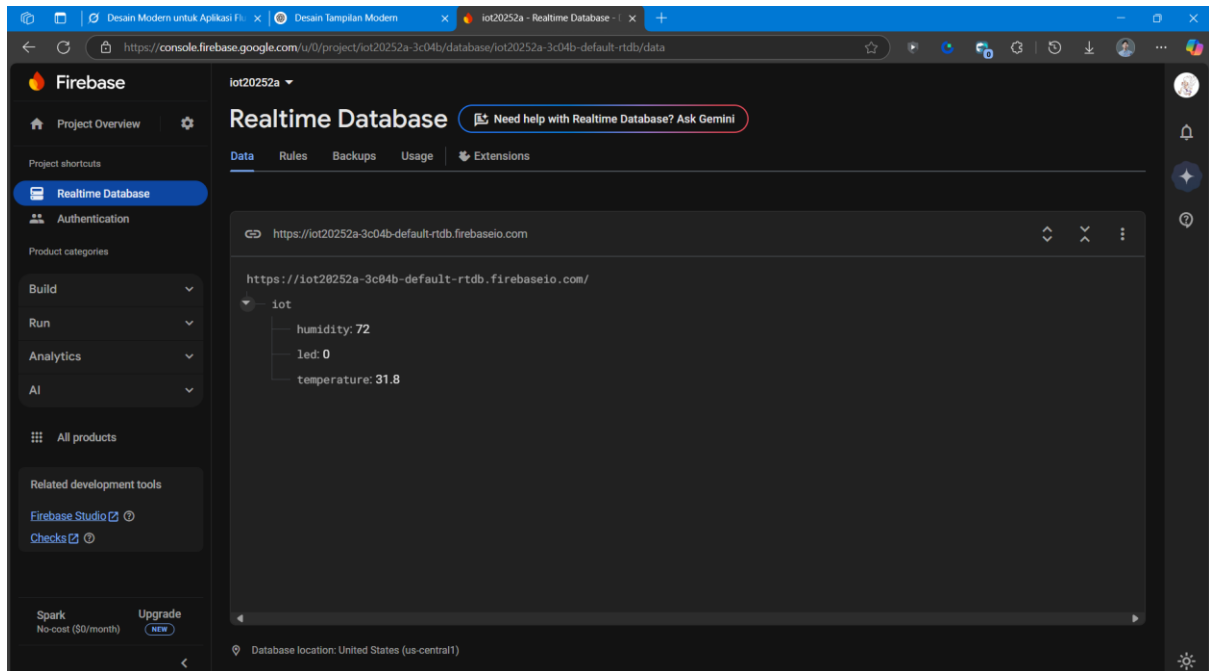 Desain Modern untuk Aplikasi Flu
Desain Tampilan Modern
iot20252a - Realtime Database -
https://console.firebase.google.com/u/0/project/iot20252a-3c04b/database/iot20252a-3c04b-default-rtdb/data
Firebase
Project Overview
Project shortcuts
Realtime Database
Authentication
Product categories
Build
Run
Analytics
AI
All products
Related development tools
Firebase Studio
Checks
Spark
No-cost ($0/month)
Upgrade
NEW
iot20252a
Realtime Database
Need help with Realtime Database? Ask Gemini
Data Rules Backups Usage Extensions
https://iot20252a-3c04b-default-rtdb.firebaseio.com
https://iot20252a-3c04b-default-rtdb.firebaseio.com/
iot
humidity: 72
led: 0
temperature: 31.8
Database location: United States (us-central1)